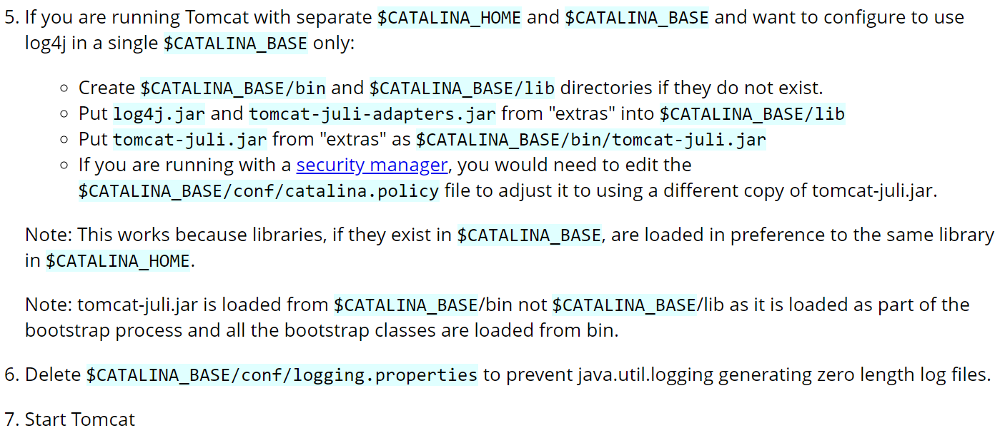 5. If you are running Tomcat with separate $CATALINA_HOME and $CATALINA_BASE and want to configure to use
log4j in a single $CATALINA_BASE only:
◦ Create $CATALINA_BASE/bin and $CATALINA_BASE/lib directories if they do not exist.
◦ Put log4j.jar and tomcat-juli-adapters.jar from "extras" into $CATALINA_BASE/lib
◦ Put tomcat-juli.jar from "extras" as $CATALINA_BASE/bin/tomcat-juli.jar
◦ If you are running with a security manager, you would need to edit the
$CATALINA_BASE/conf/catalina.policy file to adjust it to using a different copy of tomcat-juli.jar.
Note: This works because libraries, if they exist in $CATALINA_BASE, are loaded in preference to the same library
in $CATALINA_HOME.
Note: tomcat-juli.jar is loaded from $CATALINA_BASE/bin not $CATALINA_BASE/lib as it is loaded as part of the
bootstrap process and all the bootstrap classes are loaded from bin.
6. Delete $CATALINA_BASE/conf/logging.properties to prevent java.util.logging generating zero length log files.
7. Start Tomcat